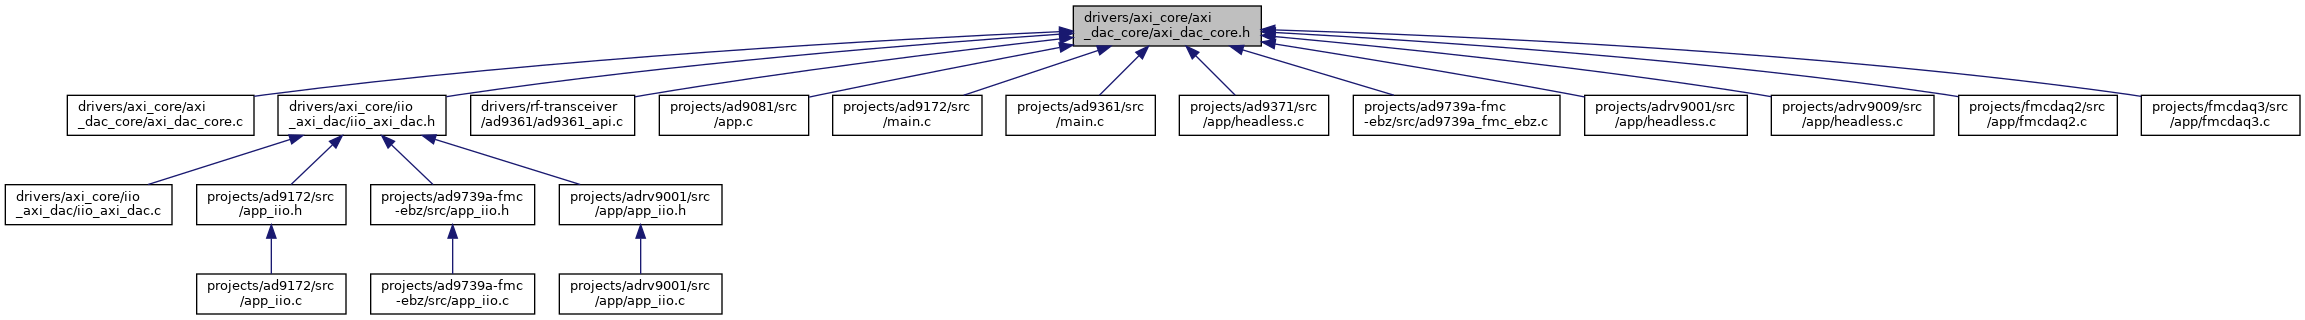 drivers/axi_core/axi
_dac_core/axi_dac_core.h
drivers/axi_core/axi
_dac_core/axi_dac_core.c
drivers/axi_core/iio
_axi_dac/iio_axi_dac.h
drivers/rf-transceiver
/ad9361/ad9361_api.c
projects/ad9081/src
/app.c
projects/ad9172/src
/main.c
projects/ad9361/src
/main.c
projects/ad9371/src
/app/headless.c
projects/ad9739a-fmc
-ebz/src/ad9739a_fmc_ebz.c
projects/adrv9001/src
/app/headless.c
projects/adrv9009/src
/app/headless.c
projects/fmcdaq2/src
/app/fmcdaq2.c
projects/fmcdaq3/src
/app/fmcdaq3.c
drivers/axi_core/iio
_axi_dac/iio_axi_dac.c
projects/ad9172/src
/app_iio.h
projects/ad9739a-fmc
-ebz/src/app_iio.h
projects/adrv9001/src
/app/app_iio.h
projects/ad9172/src
/app_iio.c
projects/ad9739a-fmc
-ebz/src/app_iio.c
projects/adrv9001/src
/app/app_iio.c